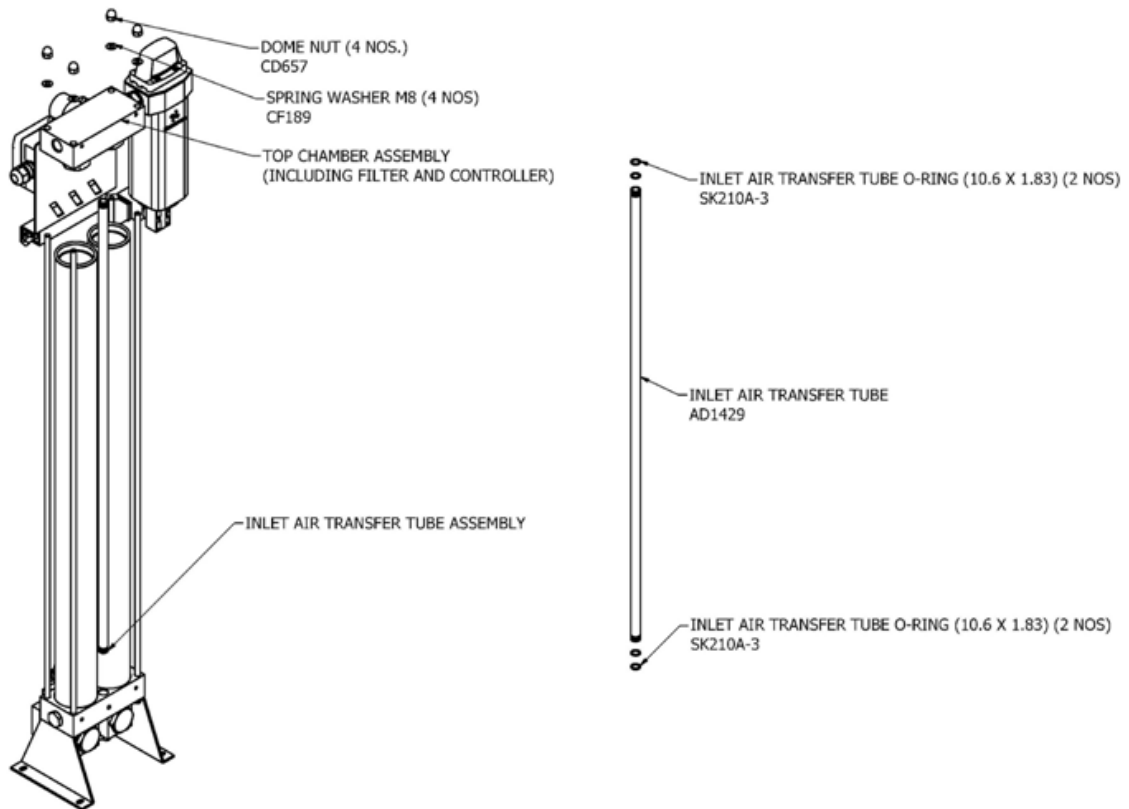 DOME NUT (4 NOS.)
CD657
SPRING WASHER M8 (4 NOS)
CF189
TOP CHAMBER ASSEMBLY
(INCLUDING FILTER AND CONTROLLER)
INLET AIR TRANSFER TUBE ASSEMBLY
INLET AIR TRANSFER TUBE O-RING (10.6 X 1.83) (2 NOS)
SK210A-3
INLET AIR TRANSFER TUBE
AD1429
INLET AIR TRANSFER TUBE O-RING (10.6 X 1.83) (2 NOS)
SK210A-3